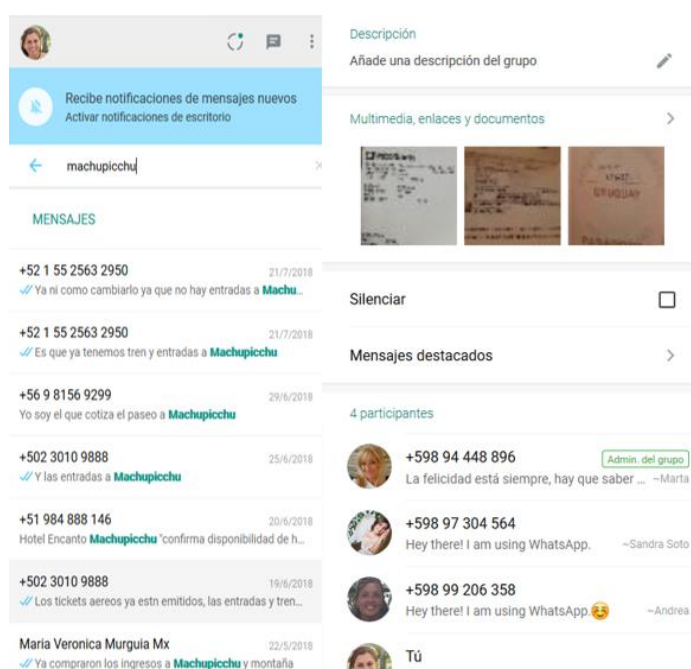 Recibe notificaciones de mensajes nuevos
Activar notificaciones de escritorio
machupicchu
MENSAJES
+52 1 55 2563 2950
21/7/2018
Ya ni como cambiarlo ya que no hay entradas a Machu...
+52 1 55 2563 2950
21/7/2018
Es que ya tenemos tren y entradas a Machupicchu
+56 9 8156 9299
29/6/2018
Yo soy el que cotiza el paseo a Machupicchu
+502 3010 9888
25/6/2018
Y las entradas a Machupicchu
+51 984 888 146
20/6/2018
Hotel Encanto Machupicchu "confirma disponibilidad de h...
+502 3010 9888
19/6/2018
Los tickets aereos ya estn emitidos, las entradas y tren...
Maria Veronica Murguia Mx
22/5/2018
Ya compraron los ingresos a Machupicchu y montaña
Descripción
Añade una descripción del grupo
Multimedia, enlaces y documentos
URUGUAY
Silenciar
Mensajes destacados
4 participantes
+598 94 448 896
Admin. del grupo
La felicidad está siempre, hay que saber ... ~Marta
+598 97 304 564
Hey there! I am using WhatsApp. ~Sandra Soto
+598 99 206 358
Hey there! I am using WhatsApp.😊 ~Andrea
Tú